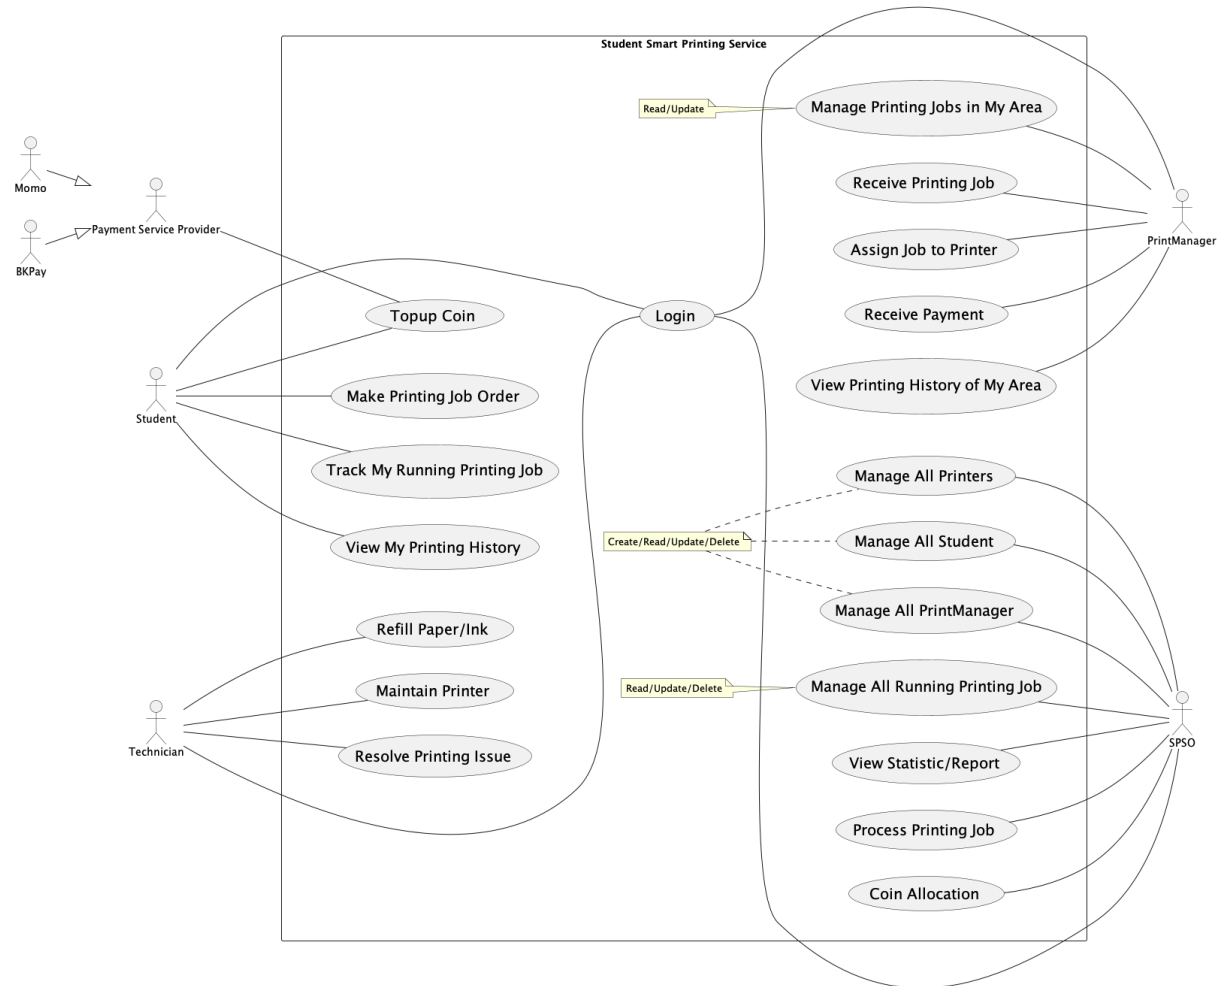 Student Smart Printing Service
Read/Update
Manage Printing Jobs in My Area
Momo
Receive Printing Job
Payment Service Provider
PrintManager
BKPay
Assign Job to Printer
Topup Coin
Login
Receive Payment
View Printing History of My Area
Make Printing Job Order
Student
Track My Running Printing Job
Manage All Printers
View My Printing History
Create/Read/Update/Delete
Manage All Student
Manage All PrintManager
Refill Paper/Ink
Maintain Printer
Read/Update/Delete
Manage All Running Printing Job
Technician
Resolve Printing Issue
SPSO
View Statistic/Report
Process Printing Job
Coin Allocation